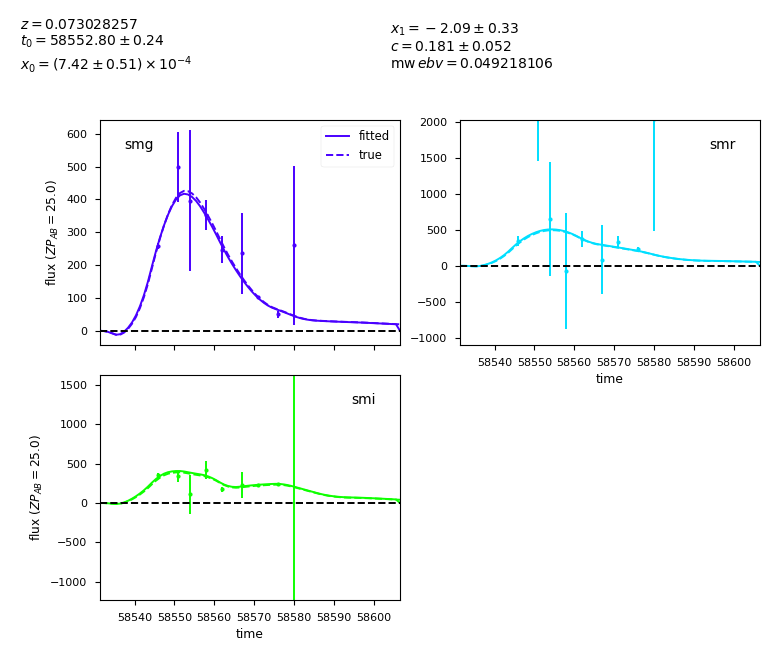 z = 0.073028257
t₀ = 58552.80 ± 0.24
x₀ = (7.42 ± 0.51) × 10⁻⁴
x₁ = −2.09 ± 0.33
c = 0.181 ± 0.052
mwebv = 0.049218106
smg
fitted
true
600
500
400
300
200
100
0
flux (ZP_AB = 25.0)
smr
2000
1500
1000
500
0
−500
−1000
58540 58550 58560 58570 58580 58590 58600
time
smi
1500
1000
500
0
−500
−1000
flux (ZP_AB = 25.0)
58540 58550 58560 58570 58580 58590 58600
time